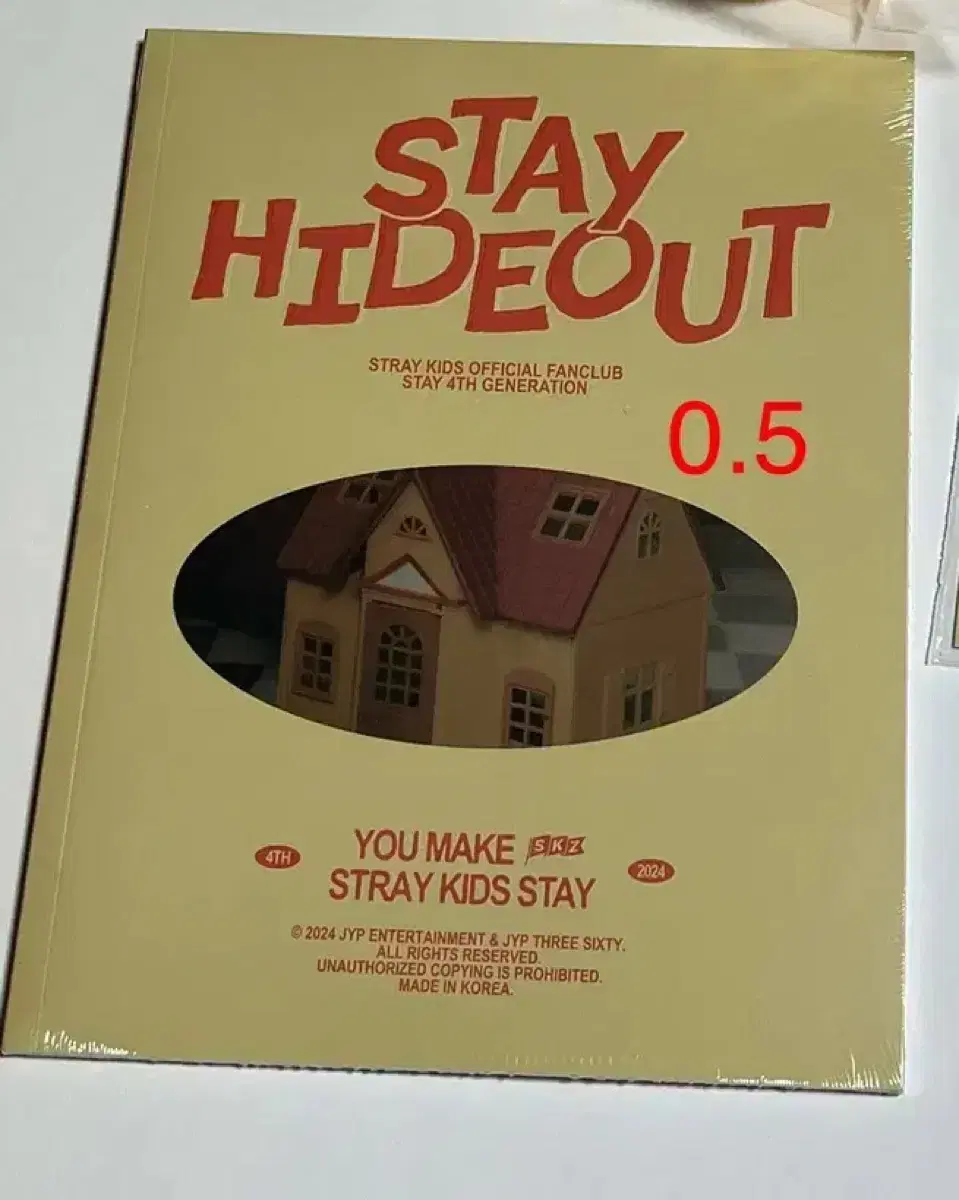 STAY
HIDEOUT
STRAY KIDS OFFICIAL FANCLUB
STAY 4TH GENERATION
0.5
4TH
YOU MAKE SKZ
STRAY KIDS STAY
2024
© 2024 JYP ENTERTAINMENT & JYP THREE SIXTY.
ALL RIGHTS RESERVED.
UNAUTHORIZED COPYING IS PROHIBITED.
MADE IN KOREA.